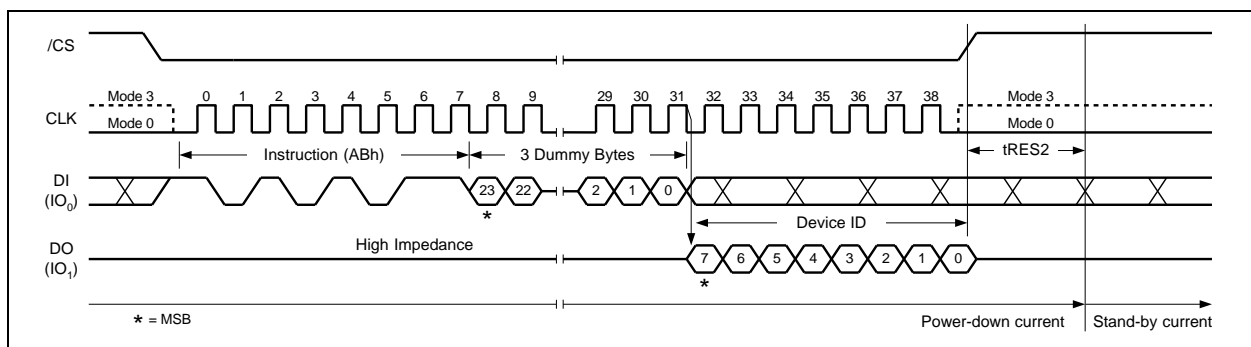 /CS
Mode 3 0 1 2 3 4 5 6 7 8 9 29 30 31 32 33 34 35 36 37 38 Mode 3
CLK
Mode 0 Mode 0
Instruction (ABh) 3 Dummy Bytes tRES2
DI
(IO0)
23 22 2 1 0
*
Device ID
High Impedance
DO
(IO1)
7 6 5 4 3 2 1 0
*
* = MSB
Power-down current Stand-by current